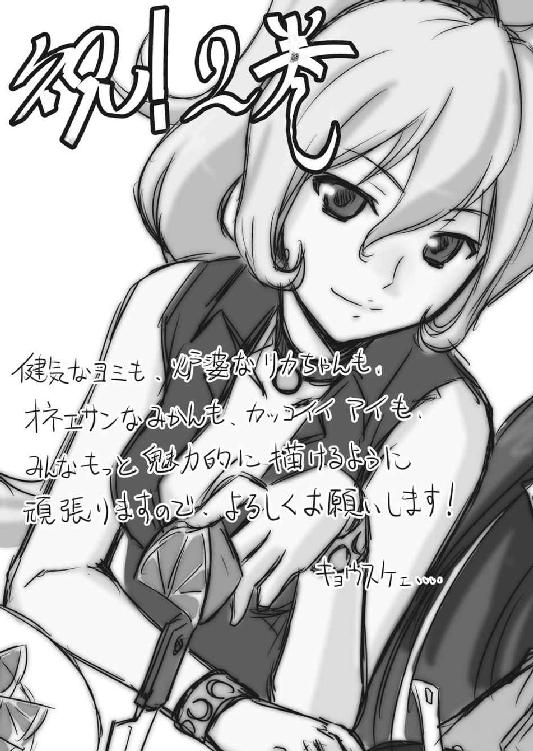 祝!2巻
健気なヨミも、炉婆なリカちゃんも、
オネエサンなみかんも、カッコイイ アイも、
みんなもっと魅力的に描けるように
頑張りますので、よろしくお願いします!
キョウスケェ....